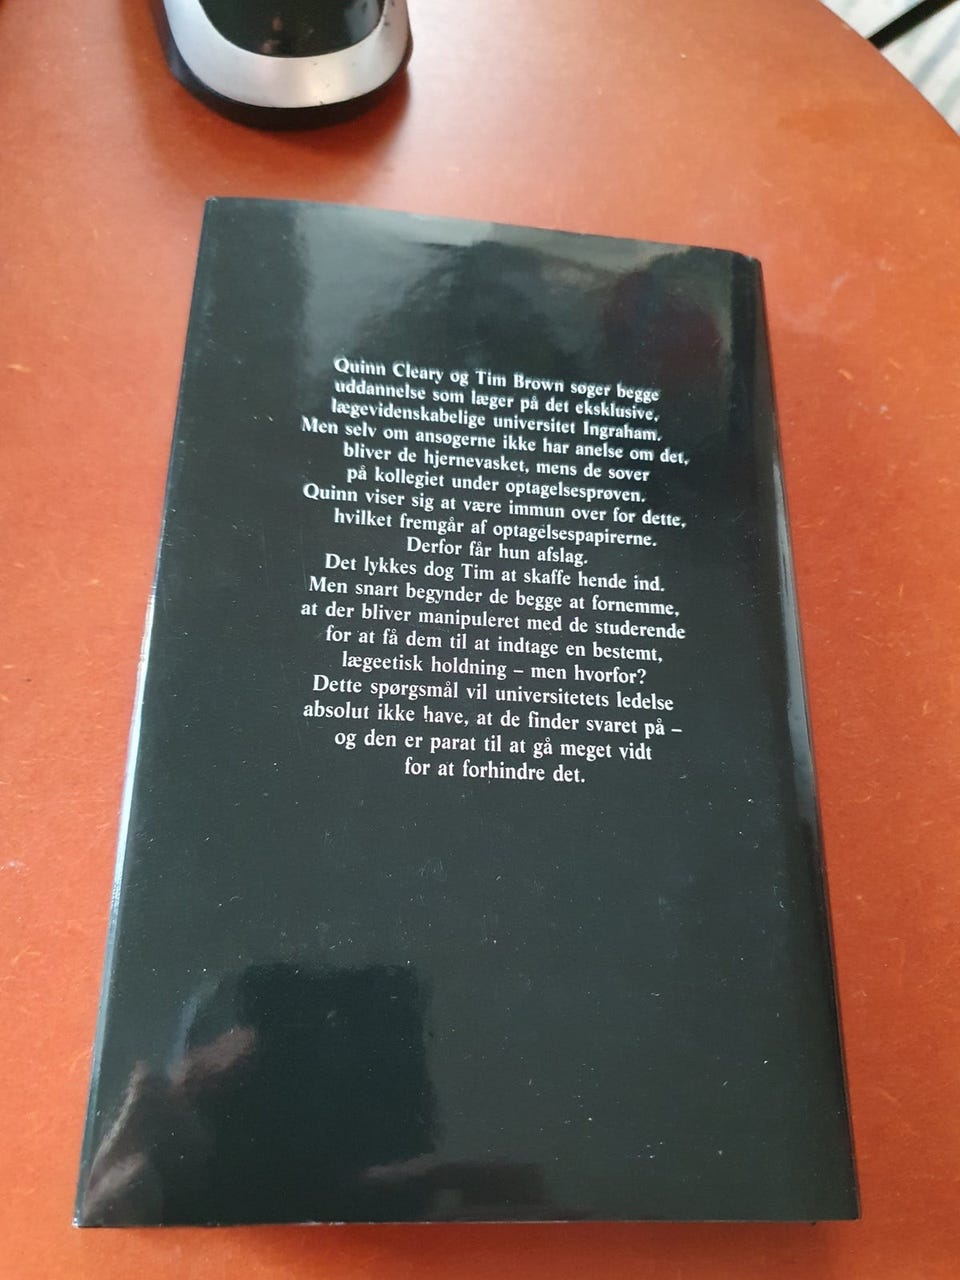 Quinn Cleary og Tim Brown søger begge
uddannelse som læger på det eksklusive,
lægevidenskabelige universitet Ingraham.
Men selv om ansøgerne ikke har anelse om det,
bliver de hjernevasket, mens de sover
på kollegiet under optagelsesprøven.
Quinn viser sig at være immun over for dette,
hvilket fremgår af optagelsespapirerne.
Derfor får hun afslag.
Det lykkes dog Tim at skaffe hende ind.
Men snart begynder de begge at fornemme,
at der bliver manipuleret med de studerende
for at få dem til at indtage en bestemt,
lægeetisk holdning – men hvorfor?
Dette spørgsmål vil universitetets ledelse
absolut ikke have, at de finder svaret på –
og den er parat til at gå meget vidt
for at forhindre det.